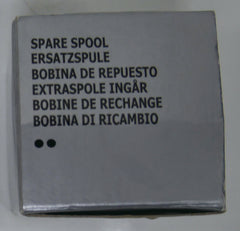 SPARE SPOOL
ERSATZSPULE
BOBINA DE REPUESTO
EXTRASPOLE INGÅR
BOBINE DE RECHANGE
BOBINA DI RICAMBIO